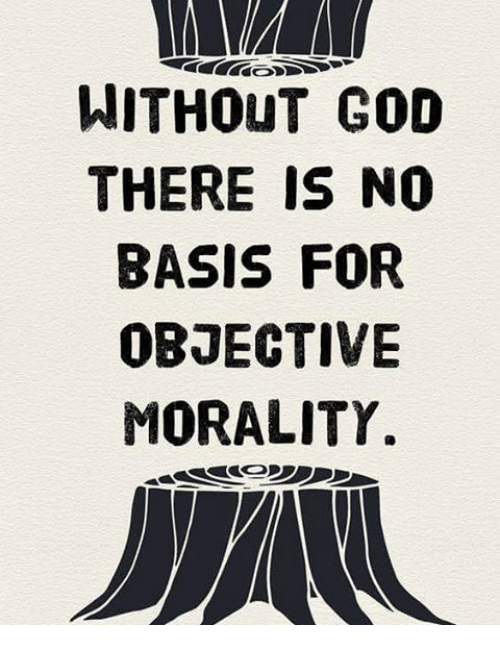 WITHOUT GOD
THERE IS NO
BASIS FOR
OBJECTIVE
MORALITY.